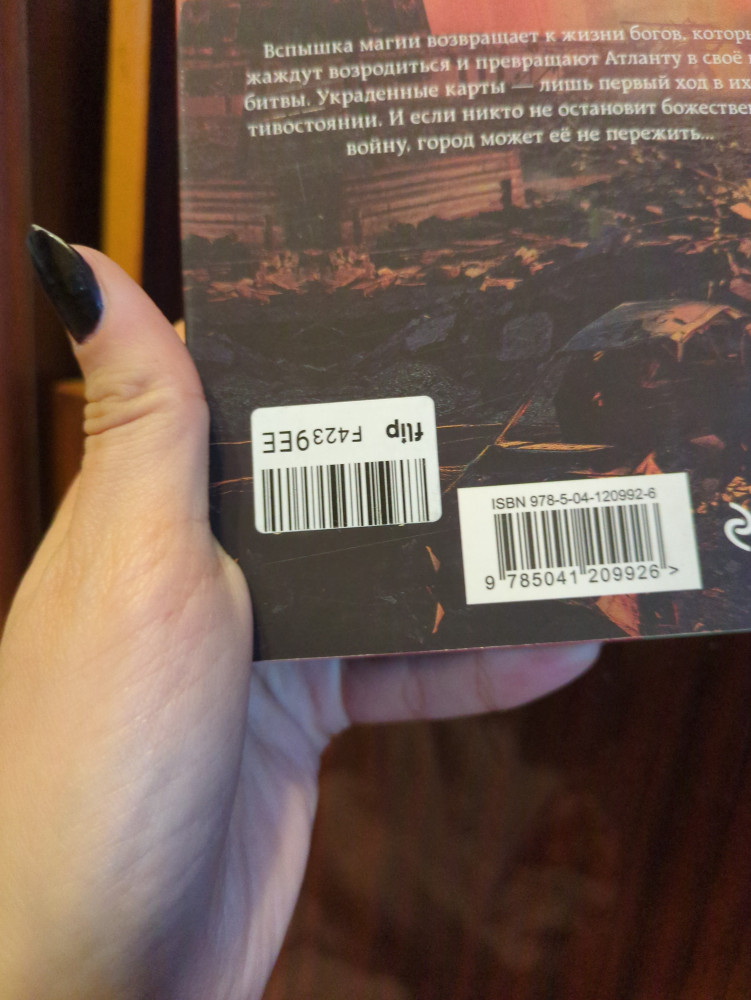 Вспышка магии возвращает к жизни богов, которы
жаждут возродиться и превращают Атланту в своё
битвы. Украденные карты — лишь первый ход в их
тивостоянии. И если никто не остановит божестве
войну, город может её не пережить...
flip F4239EE
ISBN 978-5-04-120992-6
9 785041 209926 >